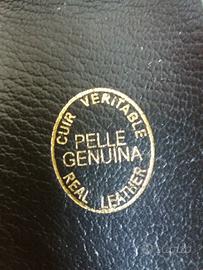 CUIR VERITABLE
PELLE
GENUINA
REAL LEATHER